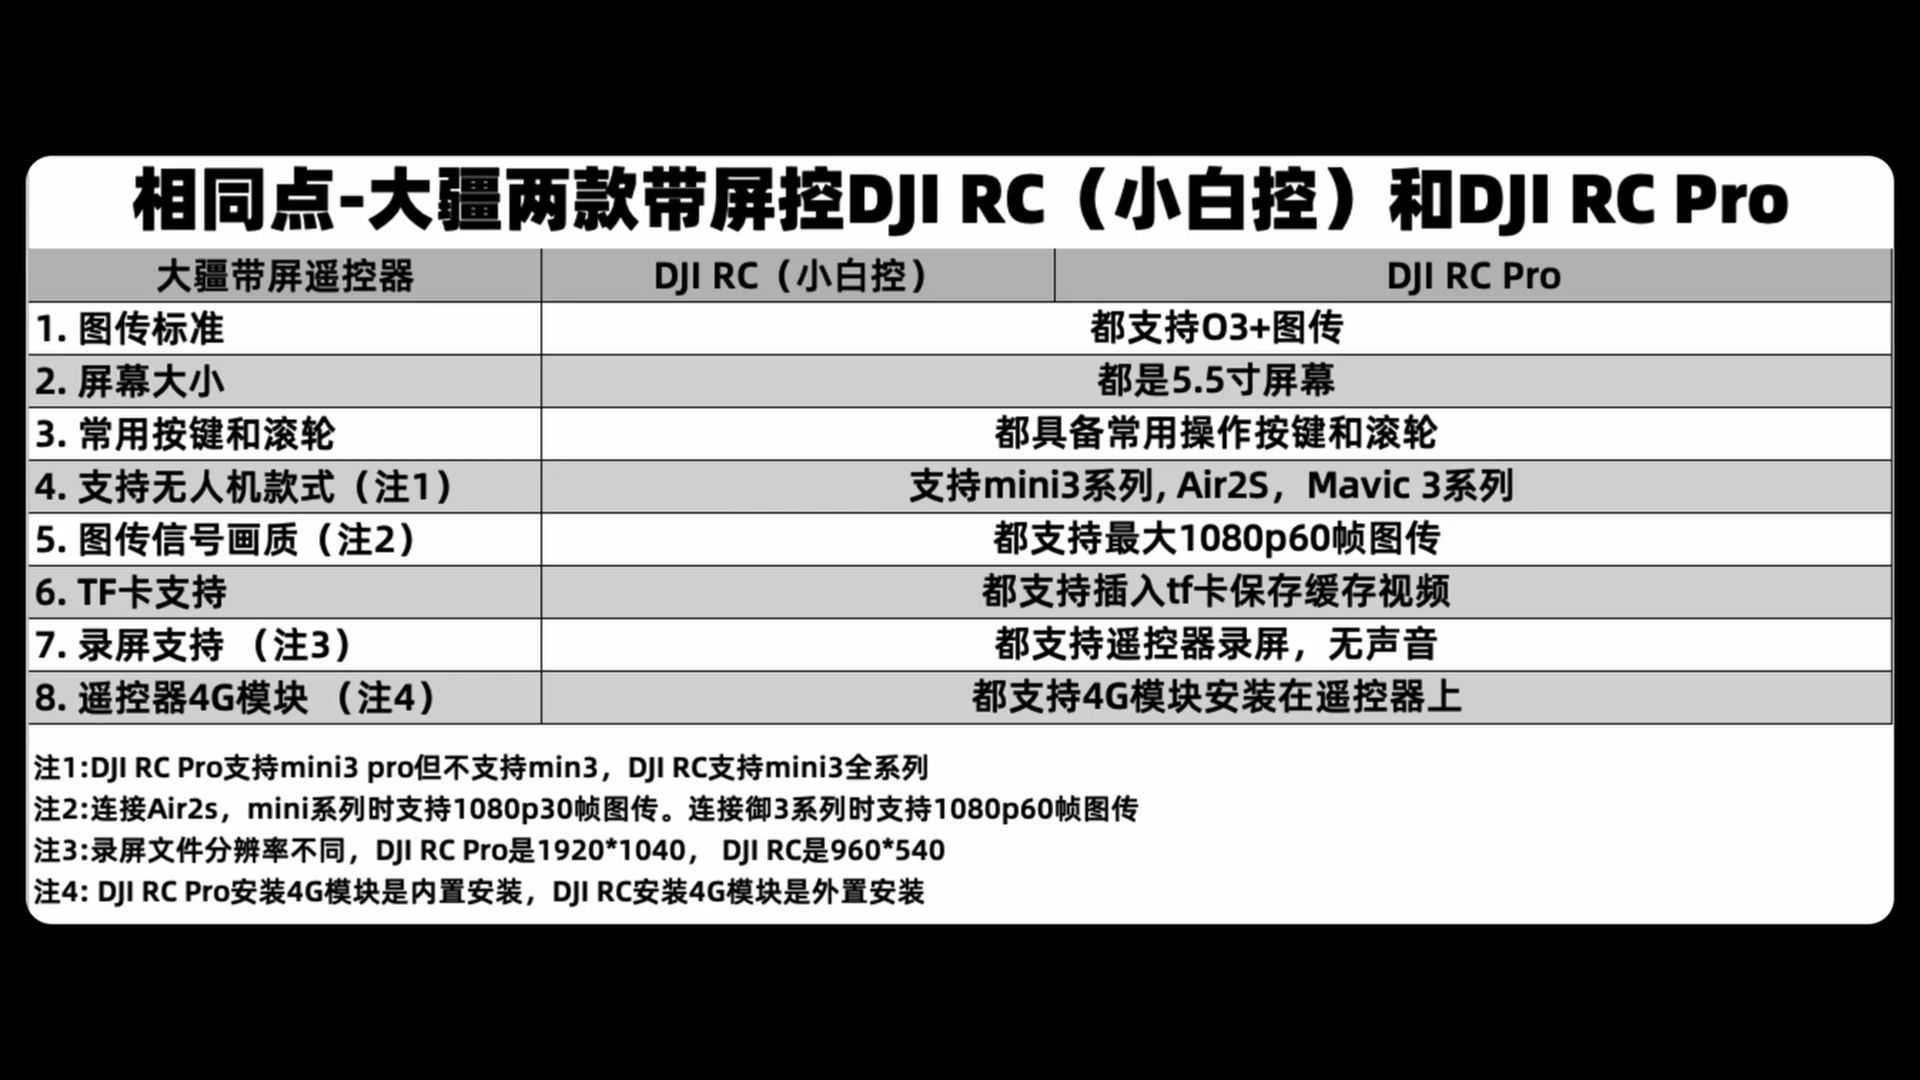 相同点-大疆两款带屏控DJI RC（小白控）和DJI RC Pro
大疆带屏遥控器 DJI RC（小白控） DJI RC Pro
1. 图传标准 都支持O3+图传
2. 屏幕大小 都是5.5寸屏幕
3. 常用按键和滚轮 都具备常用操作按键和滚轮
4. 支持无人机款式（注1） 支持mini3系列, Air2S，Mavic 3系列
5. 图传信号画质（注2） 都支持最大1080p60帧图传
6. TF卡支持 都支持插入tf卡保存缓存视频
7. 录屏支持 （注3） 都支持遥控器录屏，无声音
8. 遥控器4G模块 （注4） 都支持4G模块安装在遥控器上
注1:DJI RC Pro支持mini3 pro但不支持min3，DJI RC支持mini3全系列
注2:连接Air2s，mini系列时支持1080p30帧图传。连接御3系列时支持1080p60帧图传
注3:录屏文件分辨率不同，DJI RC Pro是1920*1040， DJI RC是960*540
注4: DJI RC Pro安装4G模块是内置安装，DJI RC安装4G模块是外置安装